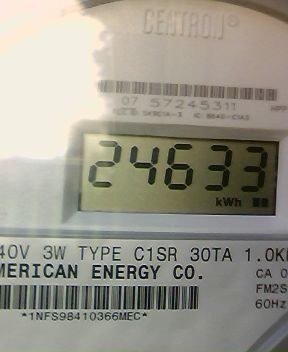 CENTRON®
07 57245311
24633
kWh
40V 3W TYPE C1SR 30TA 1.0K
MERICAN ENERGY CO.
CA 0
FM2S
60Hz
*1NFS98410366MEC*